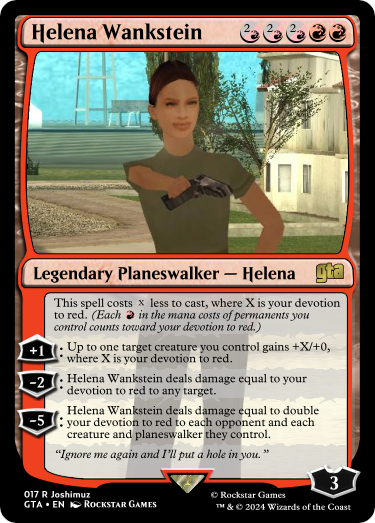 Helena Wankstein
2 2 2
Legendary Planeswalker — Helena gta
This spell costs X less to cast, where X is your devotion
to red. (Each in the mana costs of permanents you
control counts toward your devotion to red.)
+1: Up to one target creature you control gains +X/+0,
where X is your devotion to red.
-2: Helena Wankstein deals damage equal to your
devotion to red to any target.
-5: Helena Wankstein deals damage equal to double
your devotion to red to each opponent and each
creature and planeswalker they control.
"Ignore me again and I'll put a hole in you."
3
017 R Joshimuz © Rockstar Games
GTA • EN Rockstar Games ™ & © 2024 Wizards of the Coast